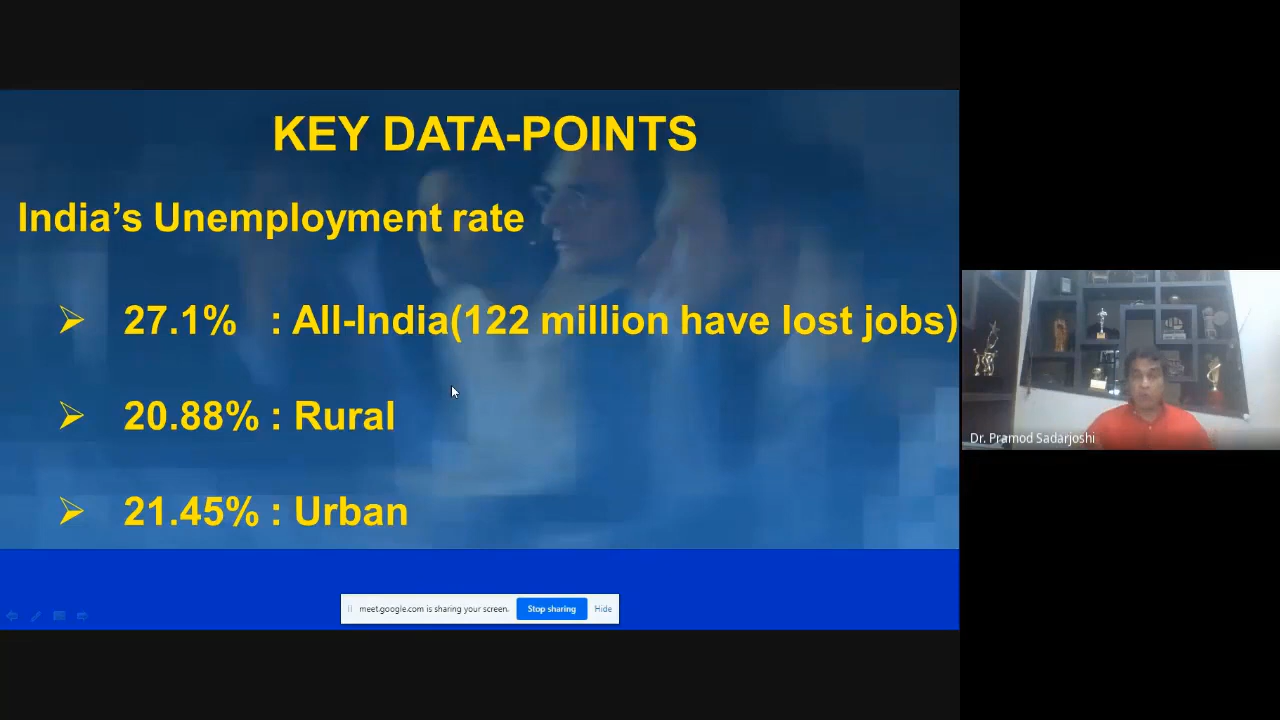 KEY DATA-POINTS
India’s Unemployment rate
➢ 27.1% : All-India(122 million have lost jobs)
➢ 20.88% : Rural
➢ 21.45% : Urban
meet.google.com is sharing your screen. Stop sharing Hide
Dr. Pramod Sadarjoshi